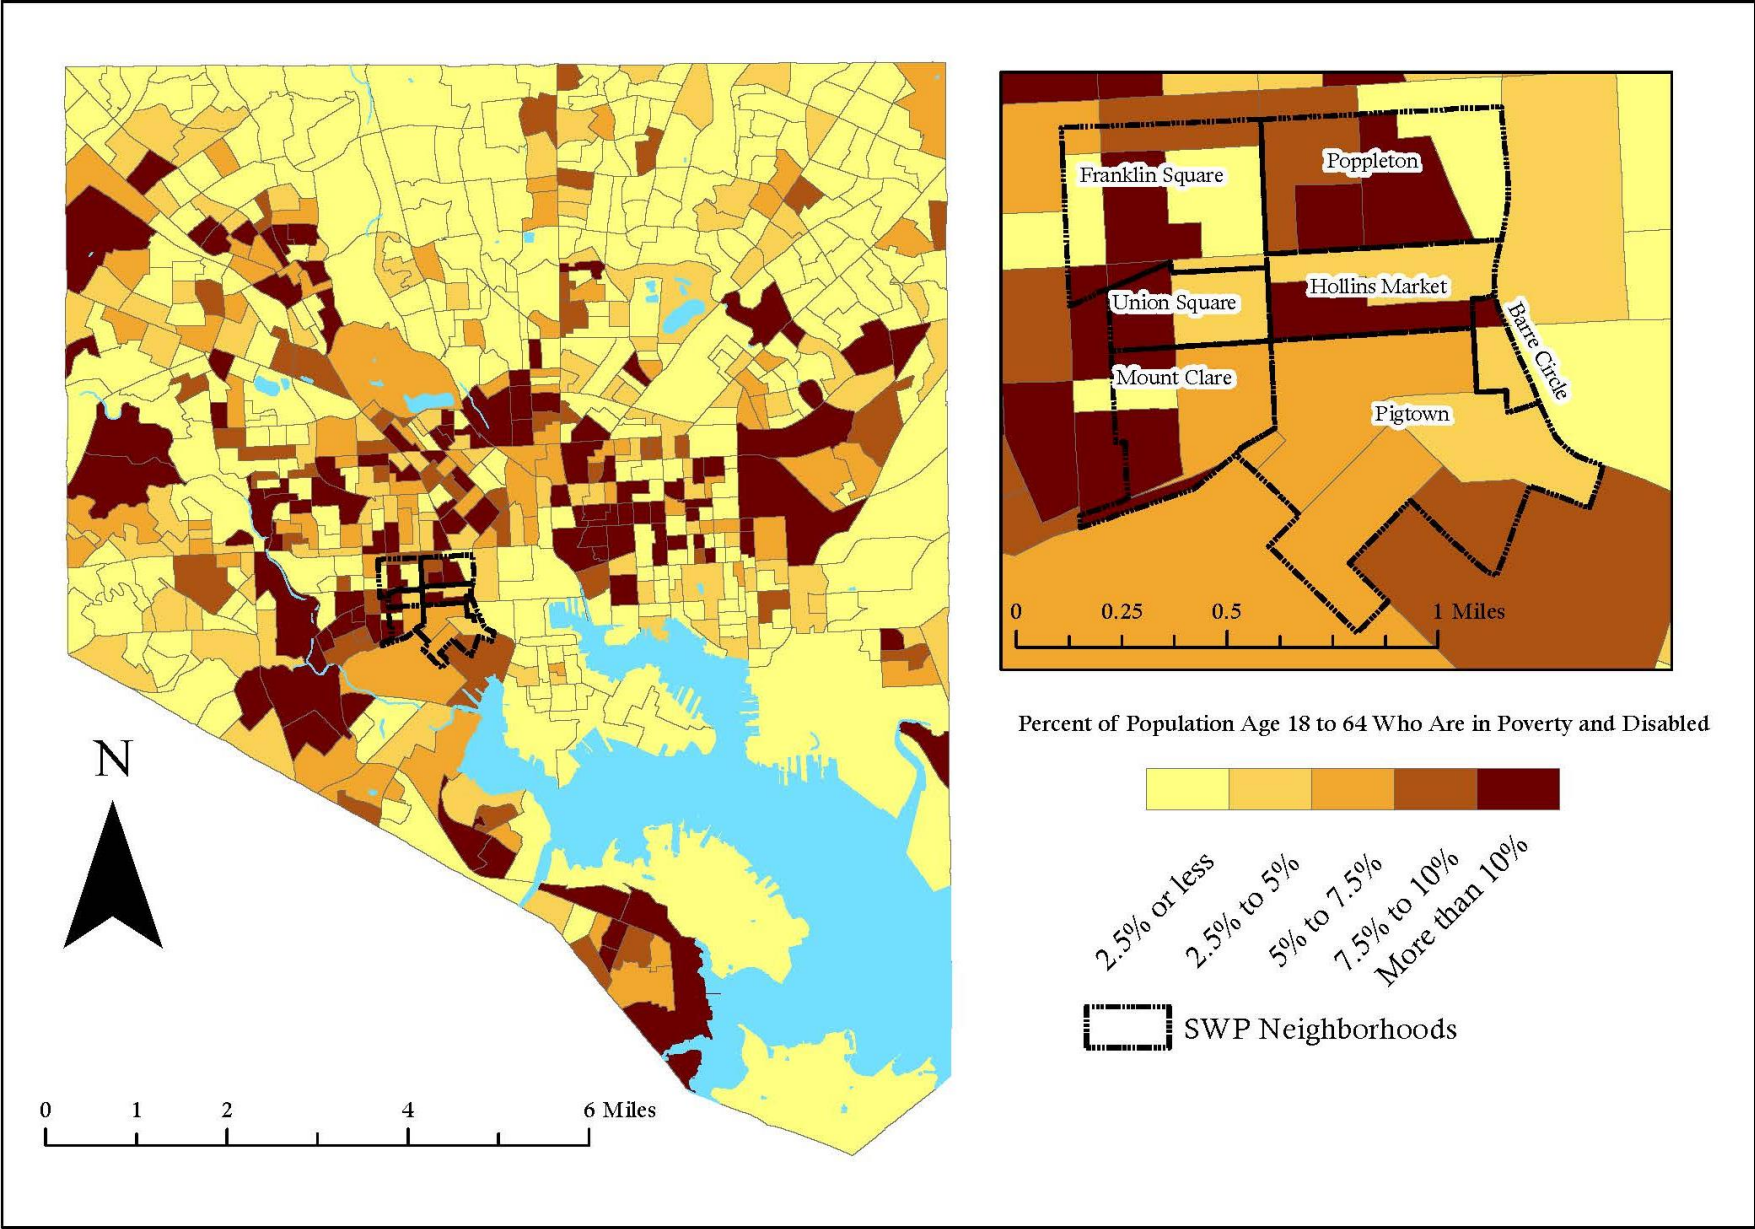 Franklin Square
Poppleton
Union Square
Hollins Market
Barre Circle
Mount Clare
Pigtown
0 0.25 0.5 1 Miles
Percent of Population Age 18 to 64 Who Are in Poverty and Disabled
2.5% or less
2.5% to 5%
5% to 7.5%
7.5% to 10%
More than 10%
SWP Neighborhoods
N
0 1 2 4 6 Miles